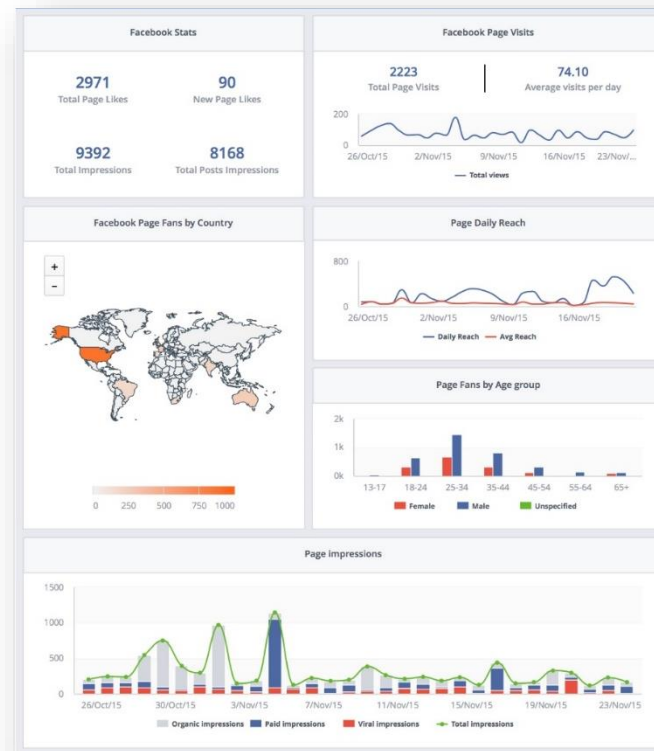 Facebook Stats
2971
Total Page Likes
90
New Page Likes
9392
Total Impressions
8168
Total Posts Impressions
Facebook Page Visits
2223
Total Page Visits
74.10
Average visits per day
200
0
26/Oct/15 2/Nov/15 9/Nov/15 16/Nov/15 23/Nov/...
Total views
Facebook Page Fans by Country
+
−
0 250 500 750 1000
Page Daily Reach
800
0
26/Oct/15 2/Nov/15 9/Nov/15 16/Nov/15
Daily Reach Avg Reach
Page Fans by Age group
2k
1k
0k
13-17 18-24 25-34 35-44 45-54 55-64 65+
Female Male Unspecified
Page impressions
1500
1000
500
0
26/Oct/15 30/Oct/15 3/Nov/15 7/Nov/15 11/Nov/15 15/Nov/15 19/Nov/15 23/Nov/15
Organic impressions Paid impressions Viral impressions Total impressions